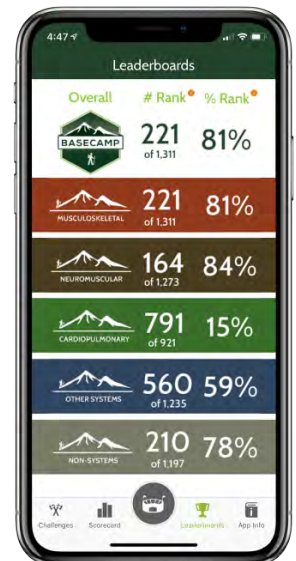 4:47
Leaderboards
Overall # Rank % Rank
BASECAMP
221
of 1,311
81%
MUSCULOSKELETAL
221
of 1,311
81%
NEUROMUSCULAR
164
of 1,273
84%
CARDIOPULMONARY
791
of 921
15%
OTHER SYSTEMS
560
of 1,235
59%
NON-SYSTEMS
210
of 1,197
78%
Challenges Scorecard Leaderboards App Info